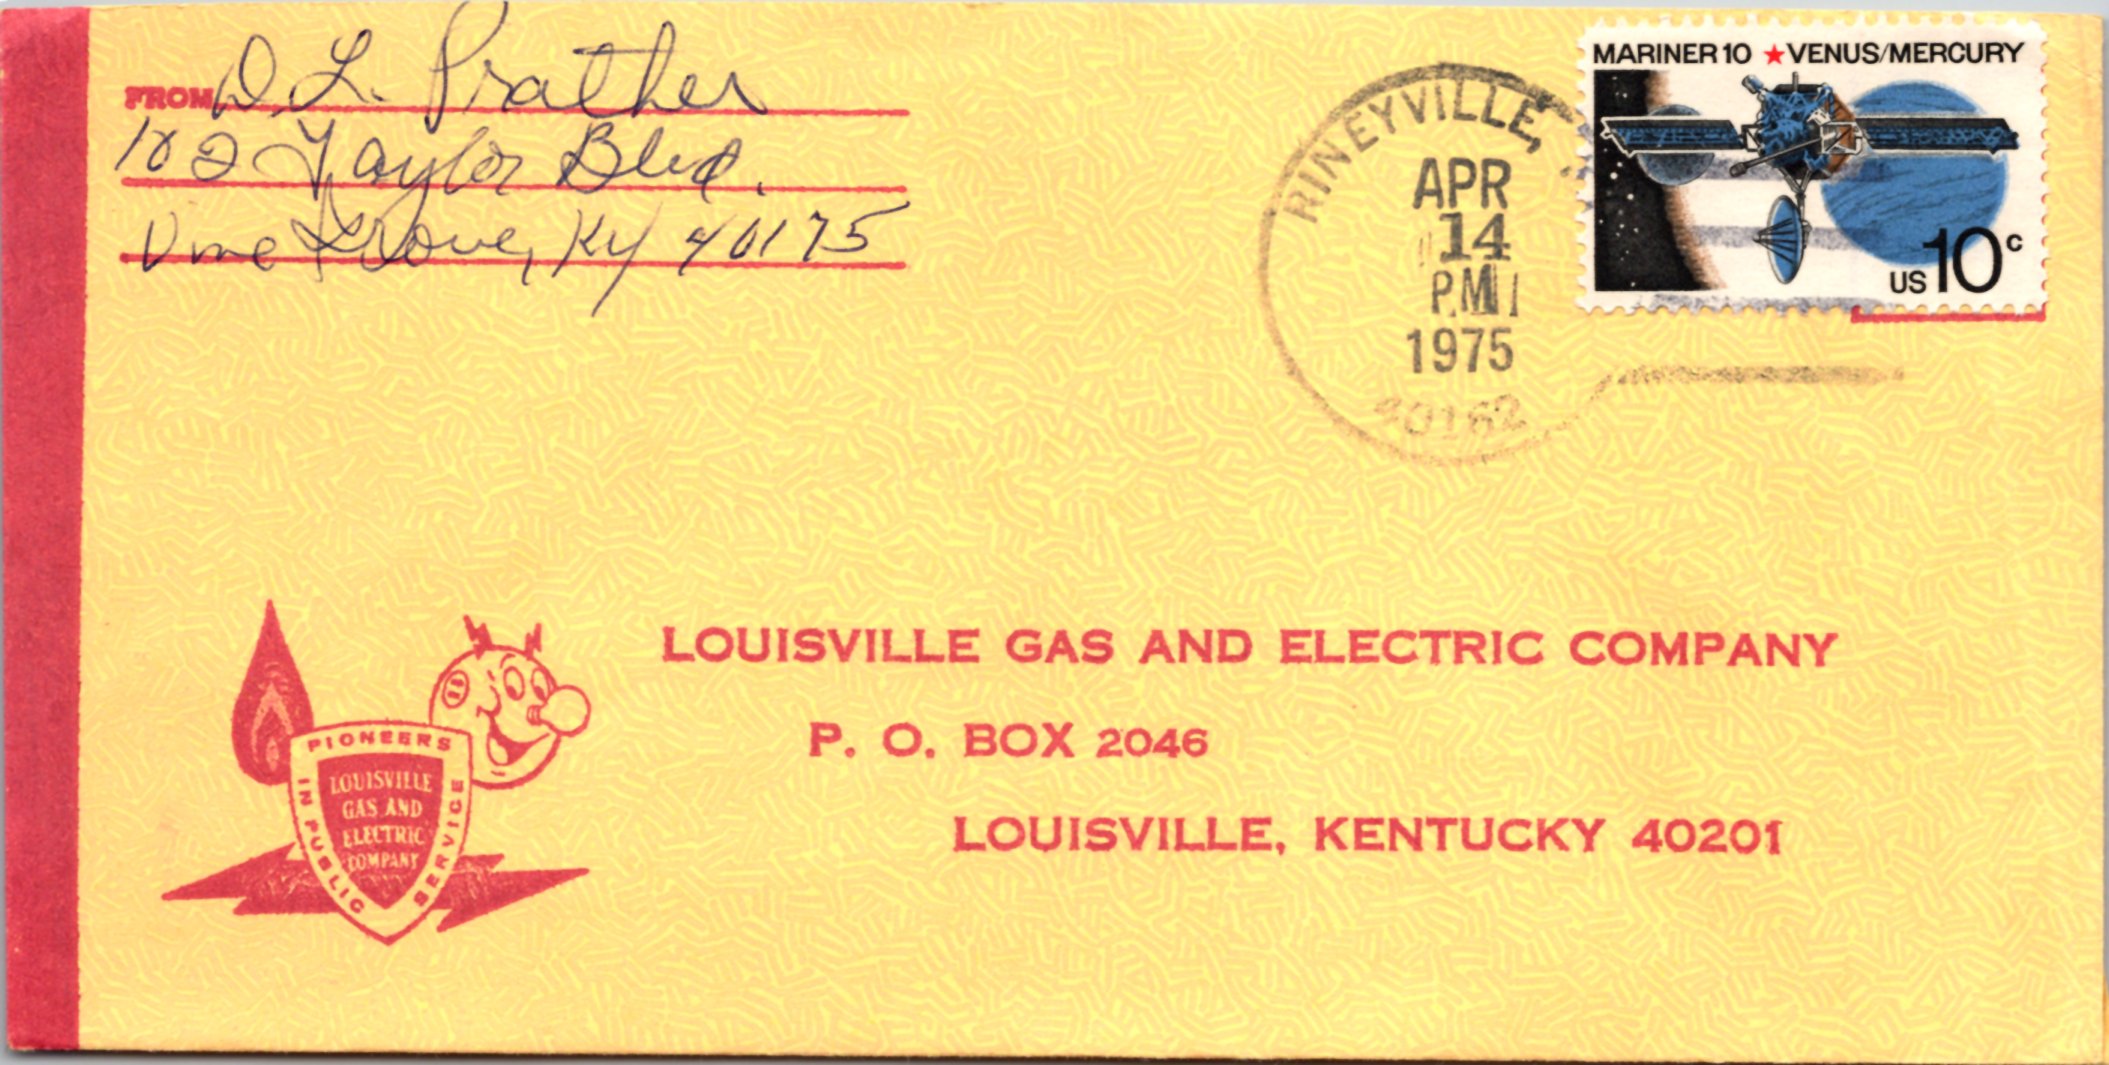 FROM D. L. Prather
102 Taylor Blvd.
Vine Grove, Ky 40175
RINEYVILLE,
APR
14
PM
1975
40162
MARINER 10 ★ VENUS/MERCURY
US 10c
LOUISVILLE GAS AND ELECTRIC COMPANY
P. O. BOX 2046
LOUISVILLE, KENTUCKY 40201
PIONEERS
IN PUBLIC
SERVICE
LOUISVILLE
GAS AND
ELECTRIC
COMPANY